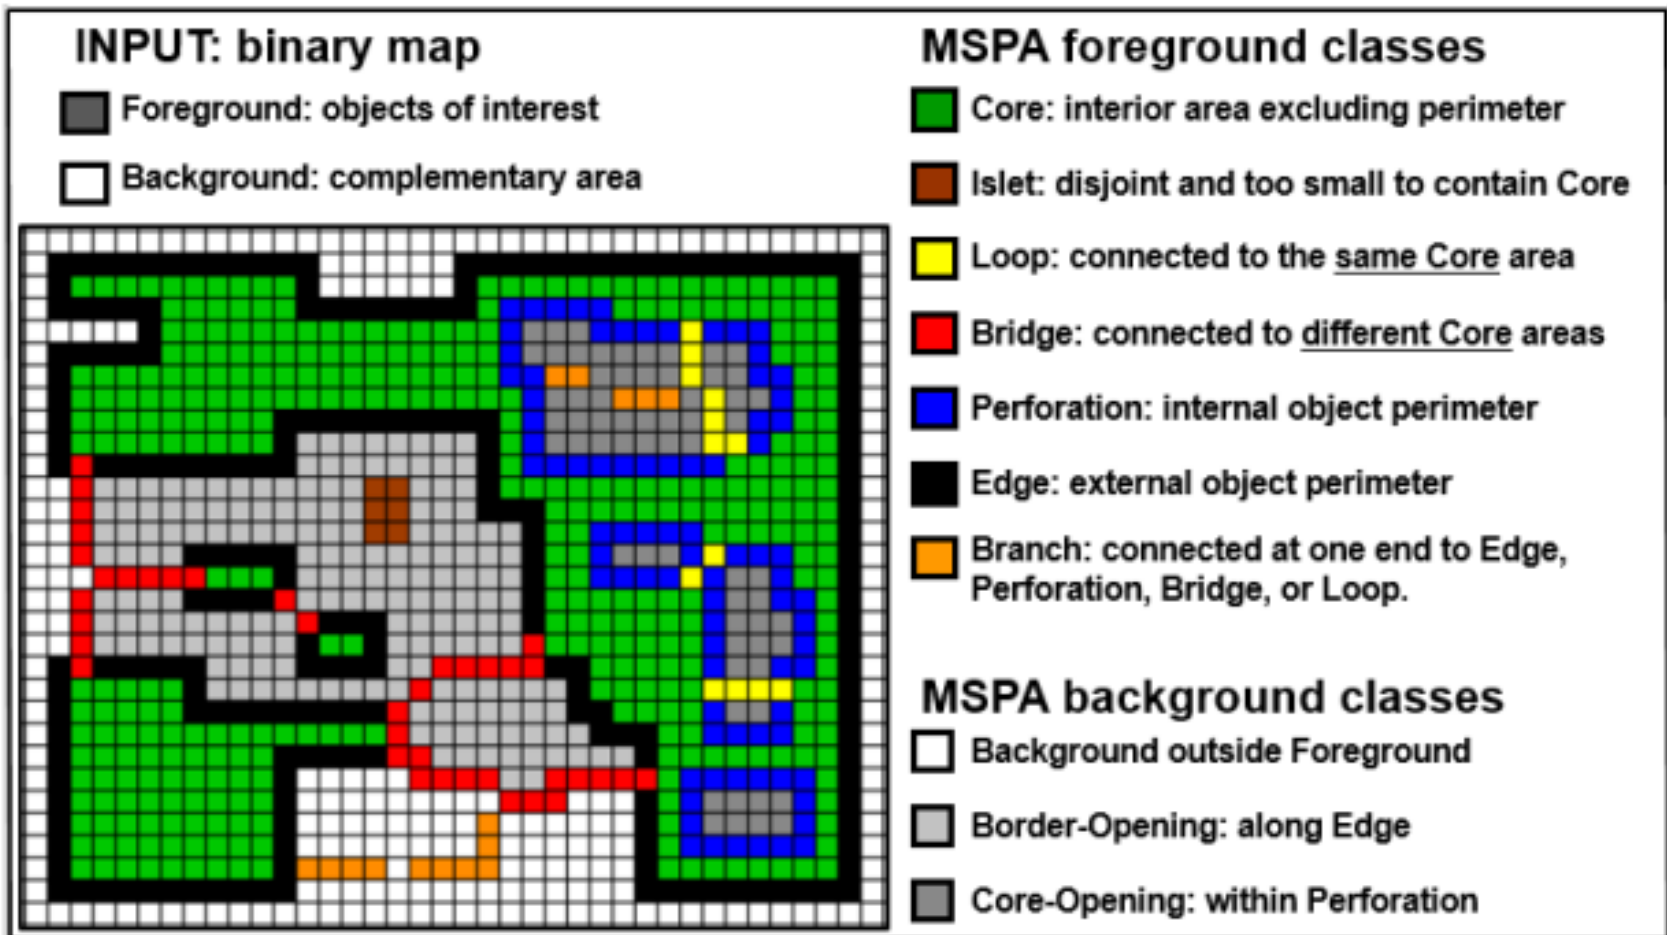 INPUT: binary map
Foreground: objects of interest
Background: complementary area
MSPA foreground classes
Core: interior area excluding perimeter
Islet: disjoint and too small to contain Core
Loop: connected to the same Core area
Bridge: connected to different Core areas
Perforation: internal object perimeter
Edge: external object perimeter
Branch: connected at one end to Edge,
Perforation, Bridge, or Loop.
MSPA background classes
Background outside Foreground
Border-Opening: along Edge
Core-Opening: within Perforation